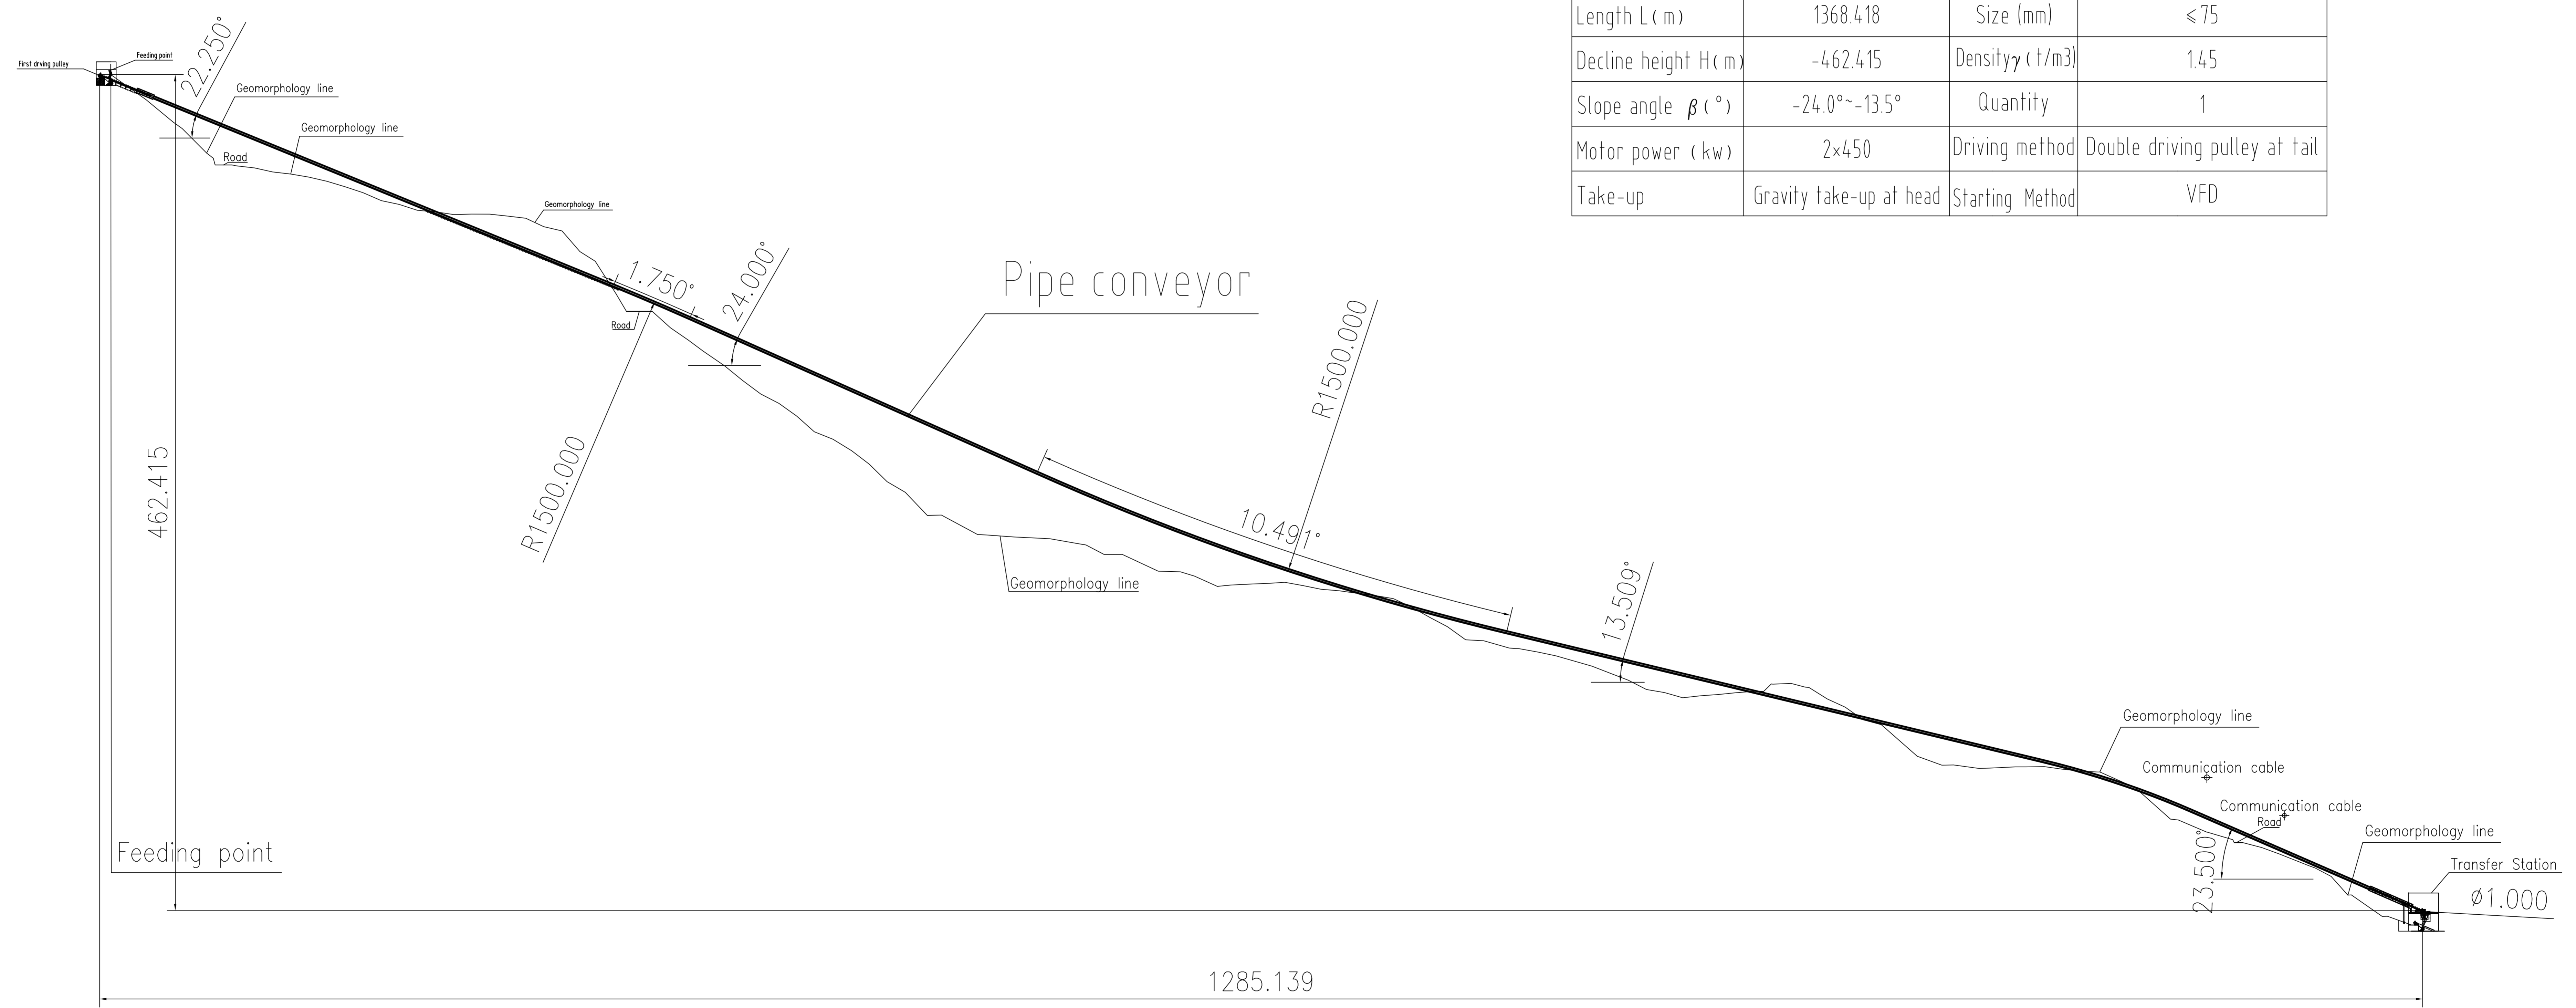 Length L(m) 1368.418 Size (mm) ≤75
Decline height H(m) -462.415 Densityγ(t/m3) 1.45
Slope angle β(°) -24.0°~-13.5° Quantity 1
Motor power (kw) 2×450 Driving method Double driving pulley at tail
Take-up Gravity take-up at head Starting Method VFD
First drving pulley
Feeding point
22.250°
Geomorphology line
Geomorphology line
Road
Geomorphology line
1.750°
24.000°
Road
Pipe conveyor
R1500.000
R1500.000
462.415
10.491°
Geomorphology line
13.509°
Geomorphology line
Communication cable
Communication cable
Road
Geomorphology line
23.500°
Transfer Station
Ø1.000
Feeding point
1285.139